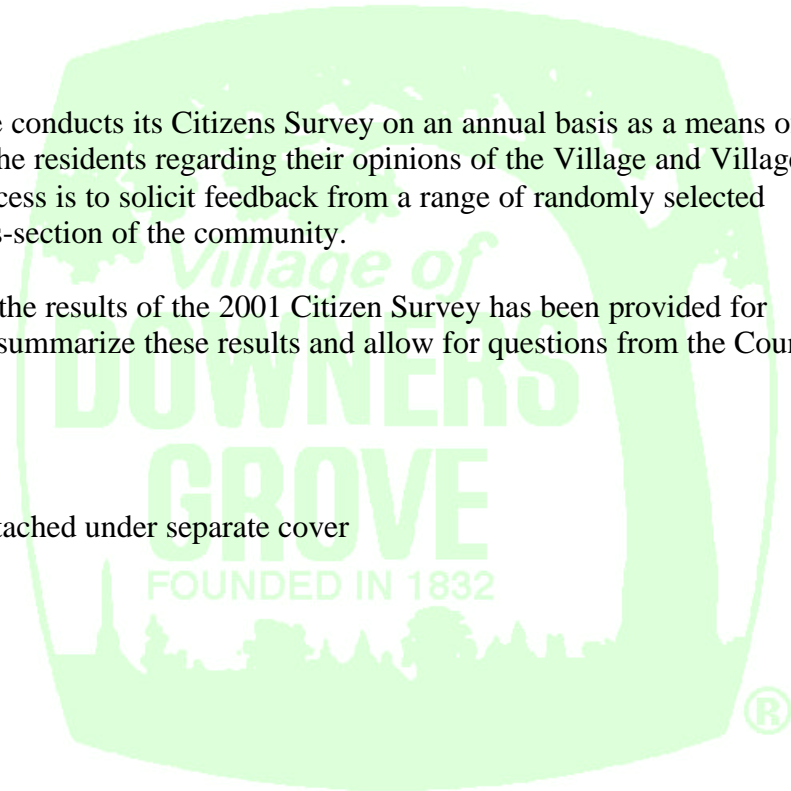 e conducts its Citizens Survey on an annual basis as a means o
he residents regarding their opinions of the Village and Village
cess is to solicit feedback from a range of randomly selected
s-section of the community.
Village of
the results of the 2001 Citizen Survey has been provided for
summarize these results and allow for questions from the Cou
DOWNERS
GROVE
tached under separate cover
FOUNDED IN 1832
®